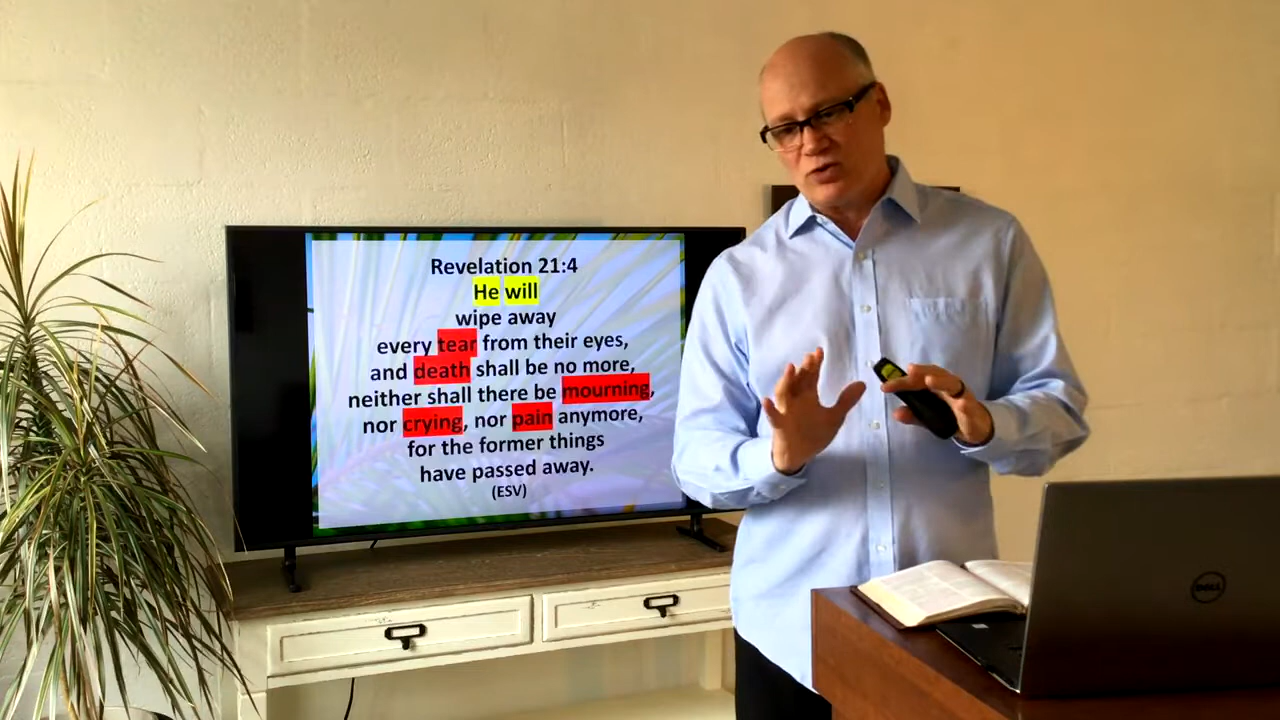 Revelation 21:4
He will
wipe away
every tear from their eyes,
and death shall be no more,
neither shall there be mourning,
nor crying, nor pain anymore,
for the former things
have passed away.
(ESV)
DELL